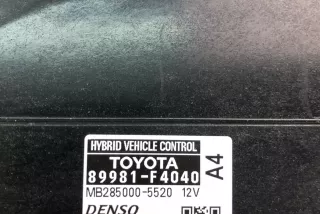 HYBRID VEHICLE CONTROL
TOYOTA
89981-F4040
A4
MB285000-5520 12V
DENSO